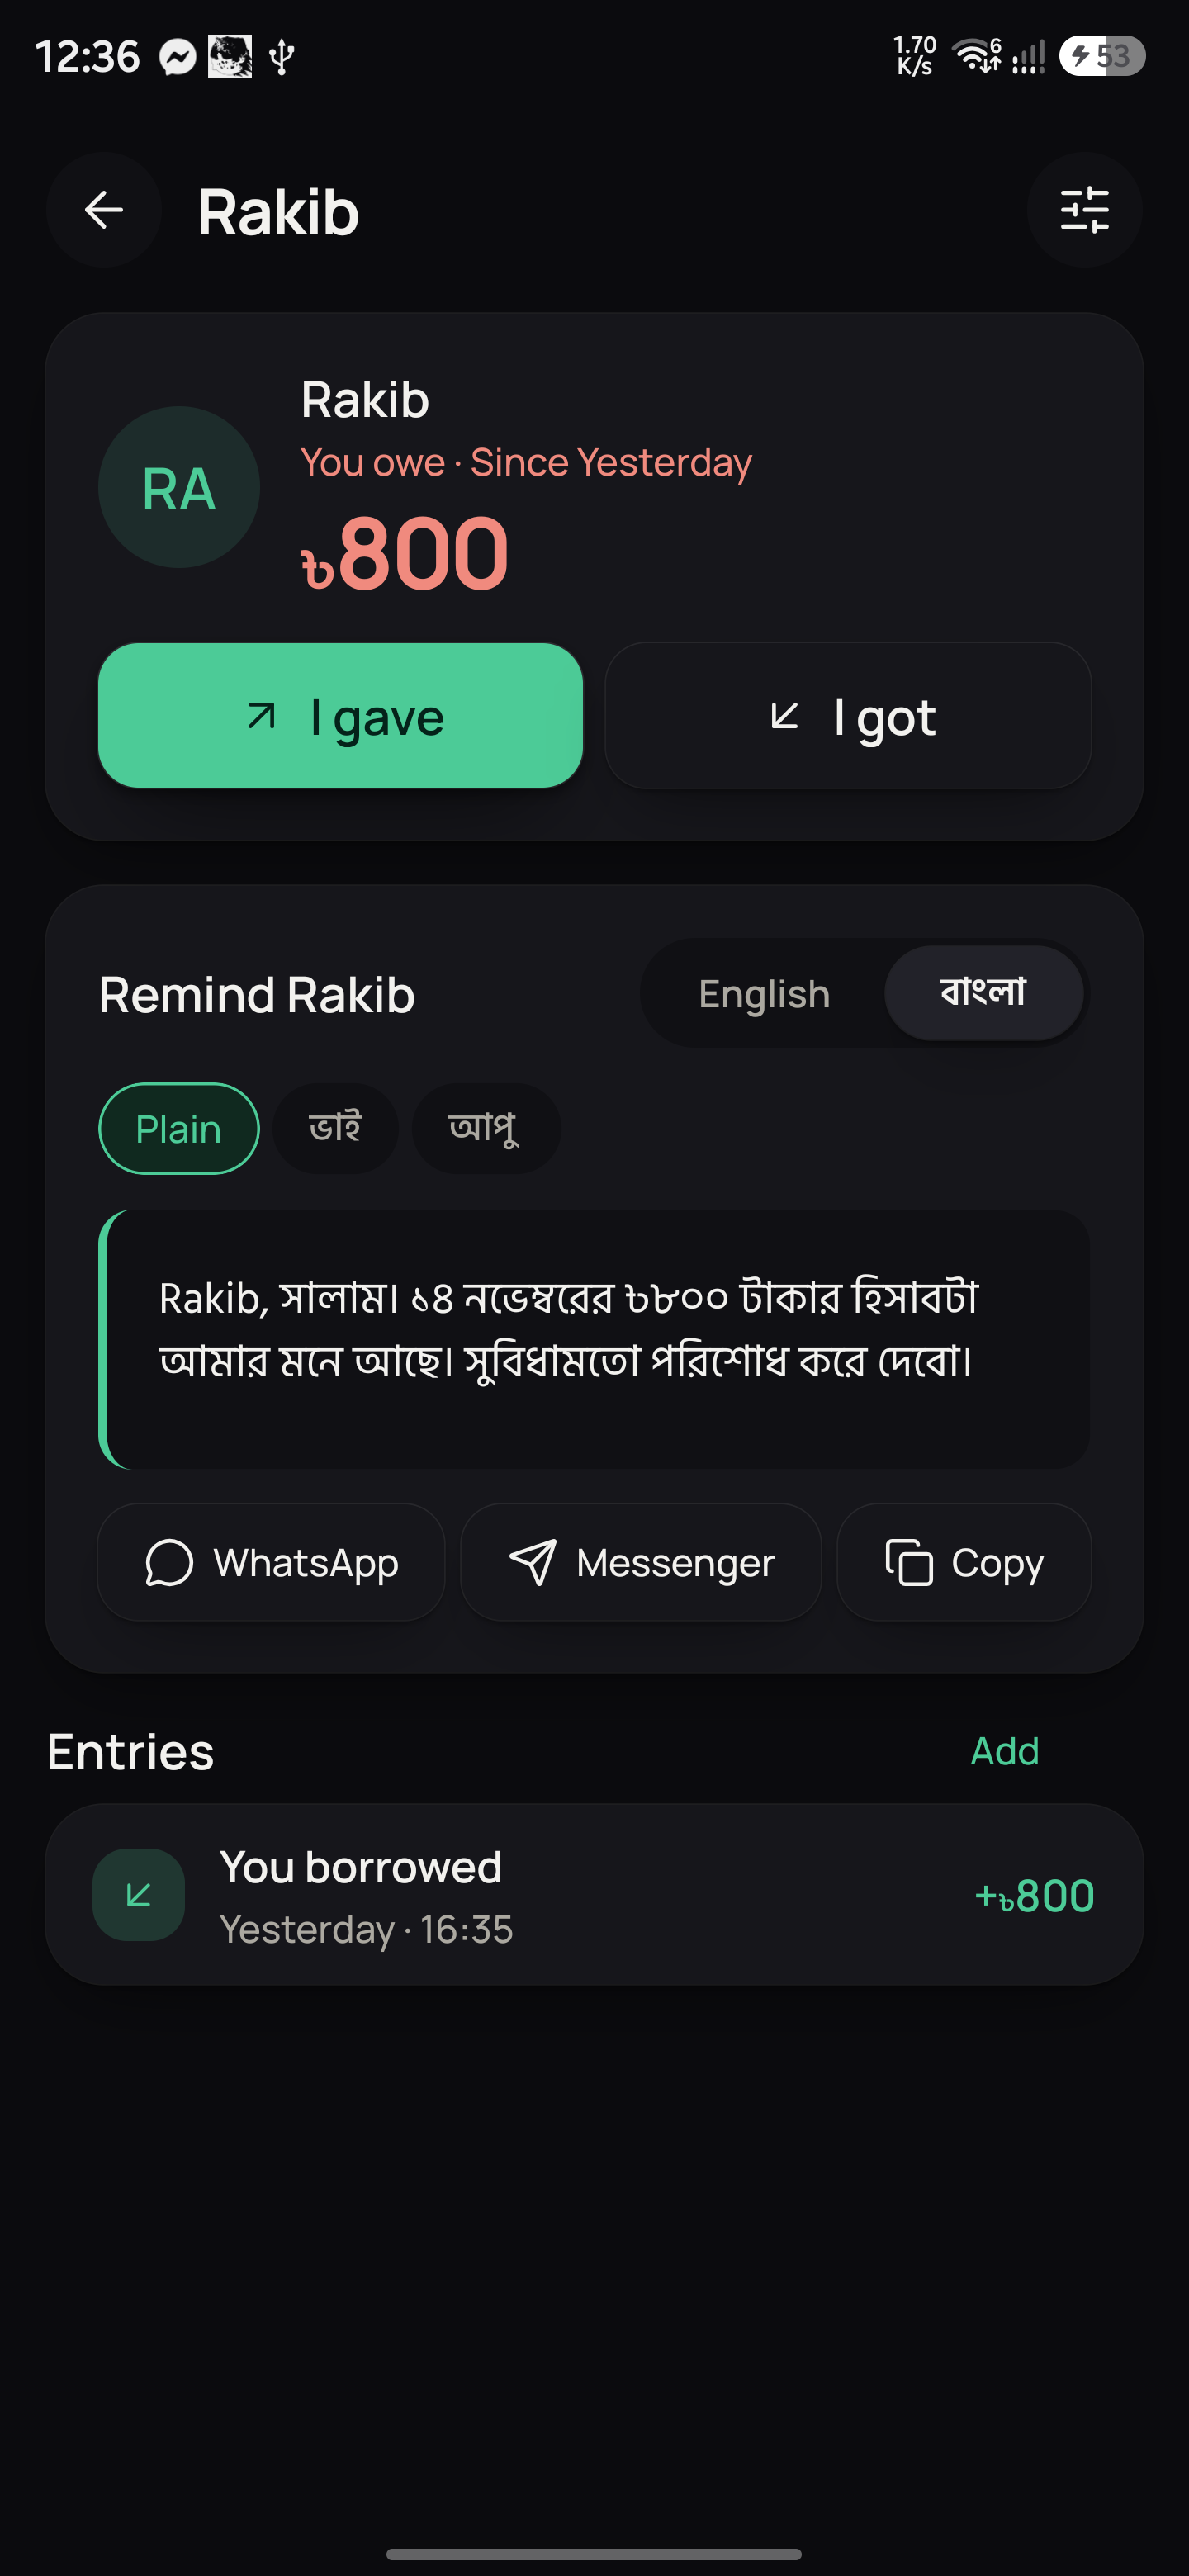 12:36
1.70
K/s
6
53
Rakib
Rakib
You owe · Since Yesterday
৳800
RA
I gave
I got
Remind Rakib
English
বাংলা
Plain
ভাই
আপু
Rakib, সালাম। ১৪ নভেম্বরের ৳৮০০ টাকার হিসাবটা
আমার মনে আছে। সুবিধামতো পরিশোধ করে দেবো।
WhatsApp
Messenger
Copy
Entries
Add
You borrowed
Yesterday · 16:35
+৳800